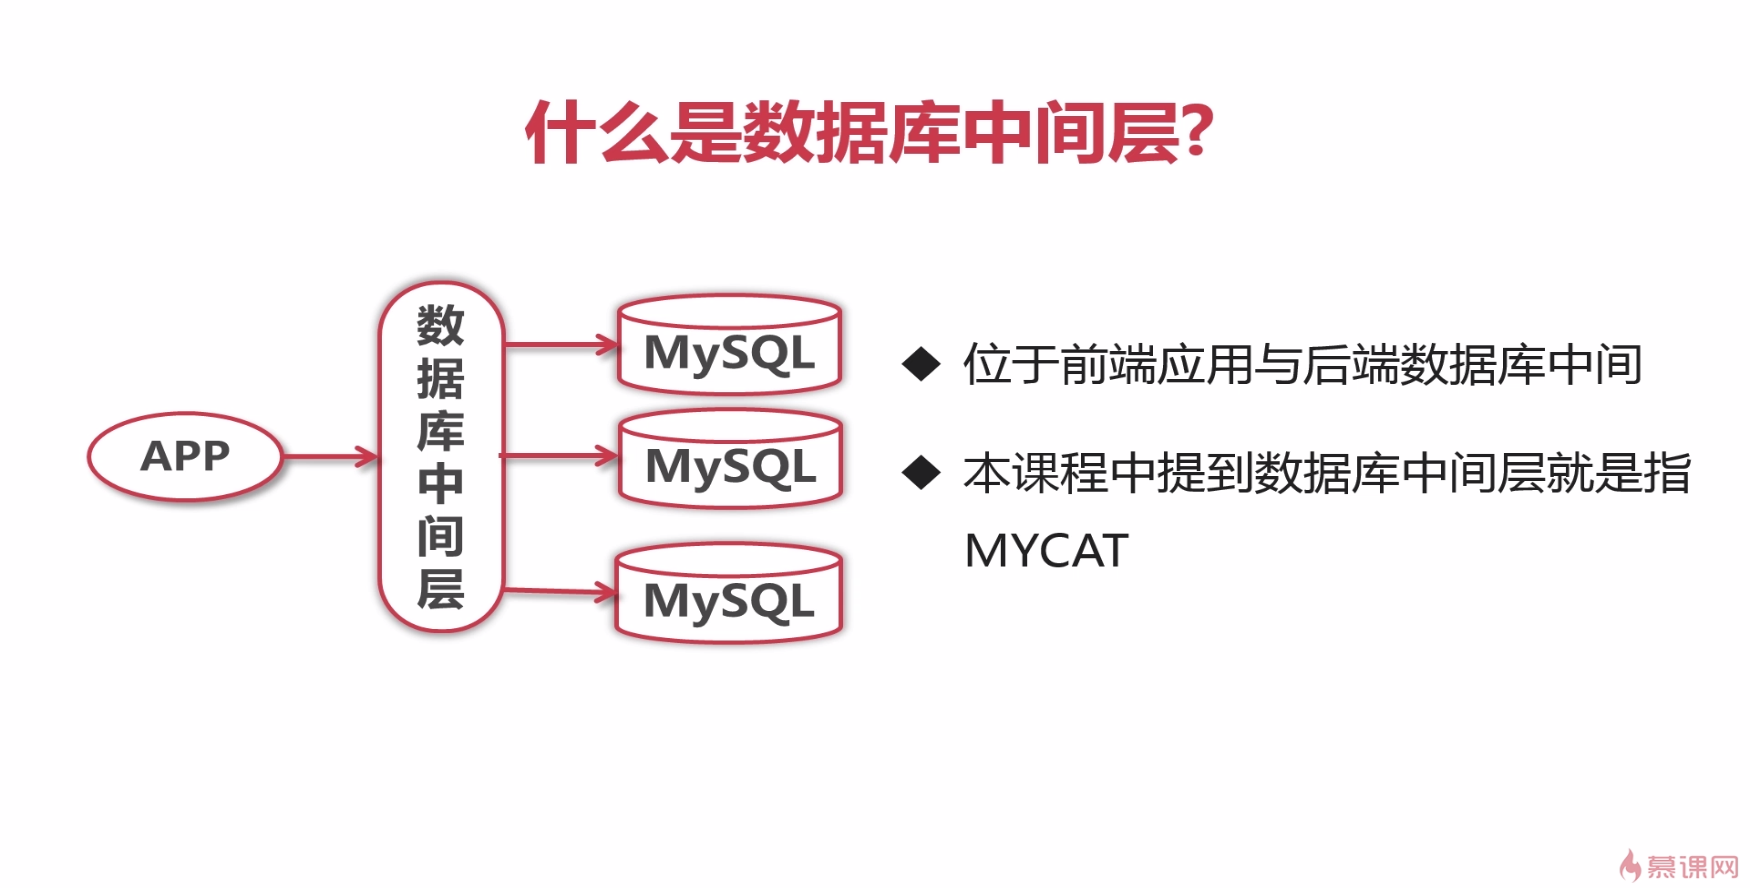 什么是数据库中间层?
APP
数据库中间层
MySQL
MySQL
MySQL
◆ 位于前端应用与后端数据库中间
◆ 本课程中提到数据库中间层就是指
MYCAT
慕课网